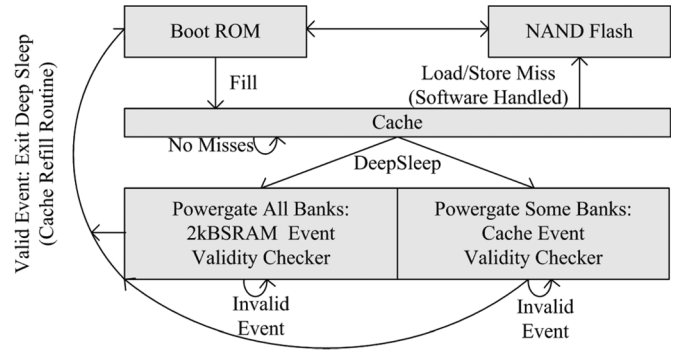 Boot ROM
NAND Flash
Valid Event: Exit Deep Sleep
(Cache Refill Routine)
Fill
Load/Store Miss
(Software Handled)
Cache
No Misses
DeepSleep
Powergate All Banks:
2kBSRAM Event
Validity Checker
Powergate Some Banks:
Cache Event
Validity Checker
Invalid
Event
Invalid
Event